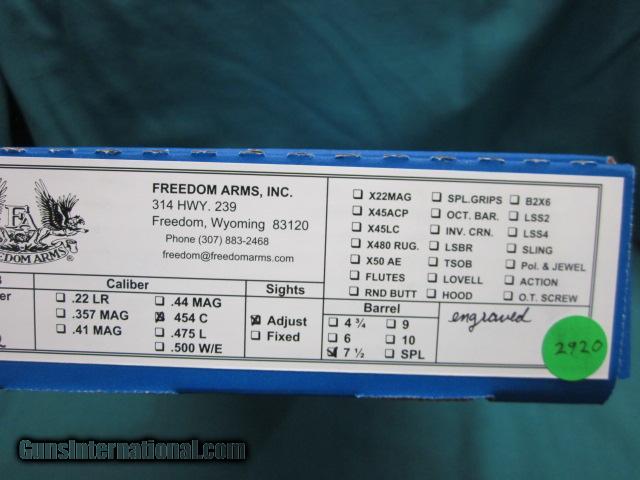 FREEDOM ARMS, INC.
314 HWY. 239
Freedom, Wyoming 83120
Phone (307) 883-2468
freedom@freedomarms.com
FA
EEDOM ARMS ®
☐ X22MAG ☐ SPL.GRIPS ☐ B2X6
☐ X45ACP ☐ OCT. BAR. ☐ LSS2
☐ X45LC ☐ INV. CRN. ☐ LSS4
☐ X480 RUG. ☐ LSBR ☐ SLING
☐ X50 AE ☐ TSOB ☐ Pol. & JEWEL
☐ FLUTES ☐ LOVELL ☐ ACTION
☐ RND BUTT ☐ HOOD ☐ O.T. SCREW
er
Caliber
☐ .22 LR ☐ .44 MAG
☐ .357 MAG ☒ 454 C
☐ .41 MAG ☐ .475 L
☐ .500 W/E
Sights
☒ Adjust
☐ Fixed
Barrel
☐ 4 ¾ ☐ 9
☐ 6 ☐ 10
☒ 7 ½ ☐ SPL
engraved
2920
GunsInternational.com